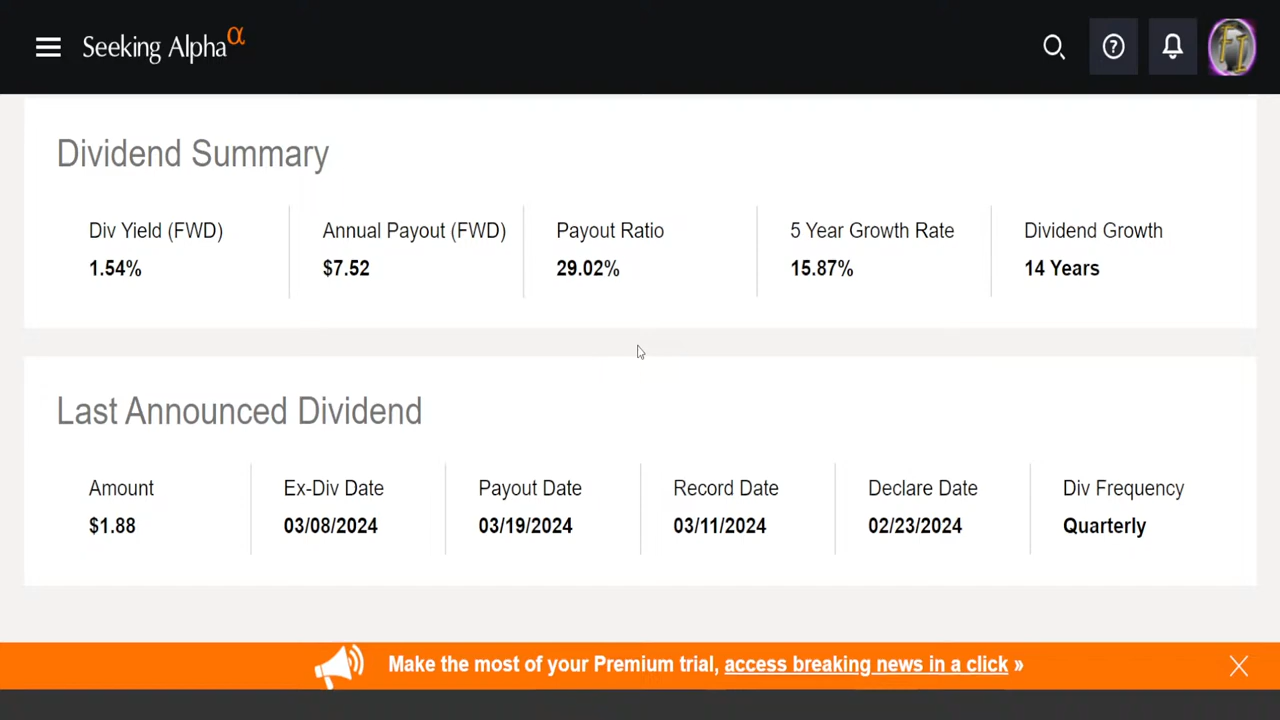 Seeking Alpha α
Dividend Summary
Div Yield (FWD) Annual Payout (FWD) Payout Ratio 5 Year Growth Rate Dividend Growth
1.54% $7.52 29.02% 15.87% 14 Years
Last Announced Dividend
Amount Ex-Div Date Payout Date Record Date Declare Date Div Frequency
$1.88 03/08/2024 03/19/2024 03/11/2024 02/23/2024 Quarterly
Make the most of your Premium trial, access breaking news in a click »